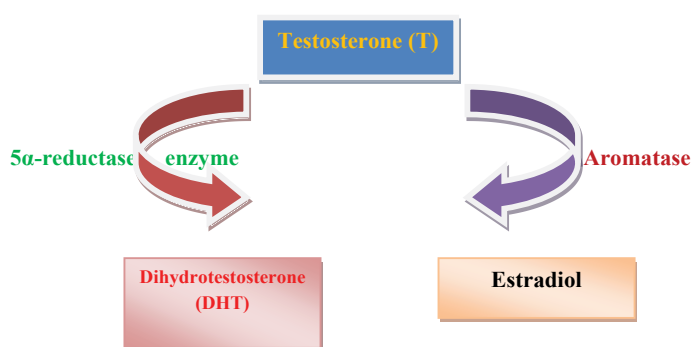 Testosterone (T)
5α-reductase enzyme
Aromatase
Dihydrotestosterone
(DHT)
Estradiol